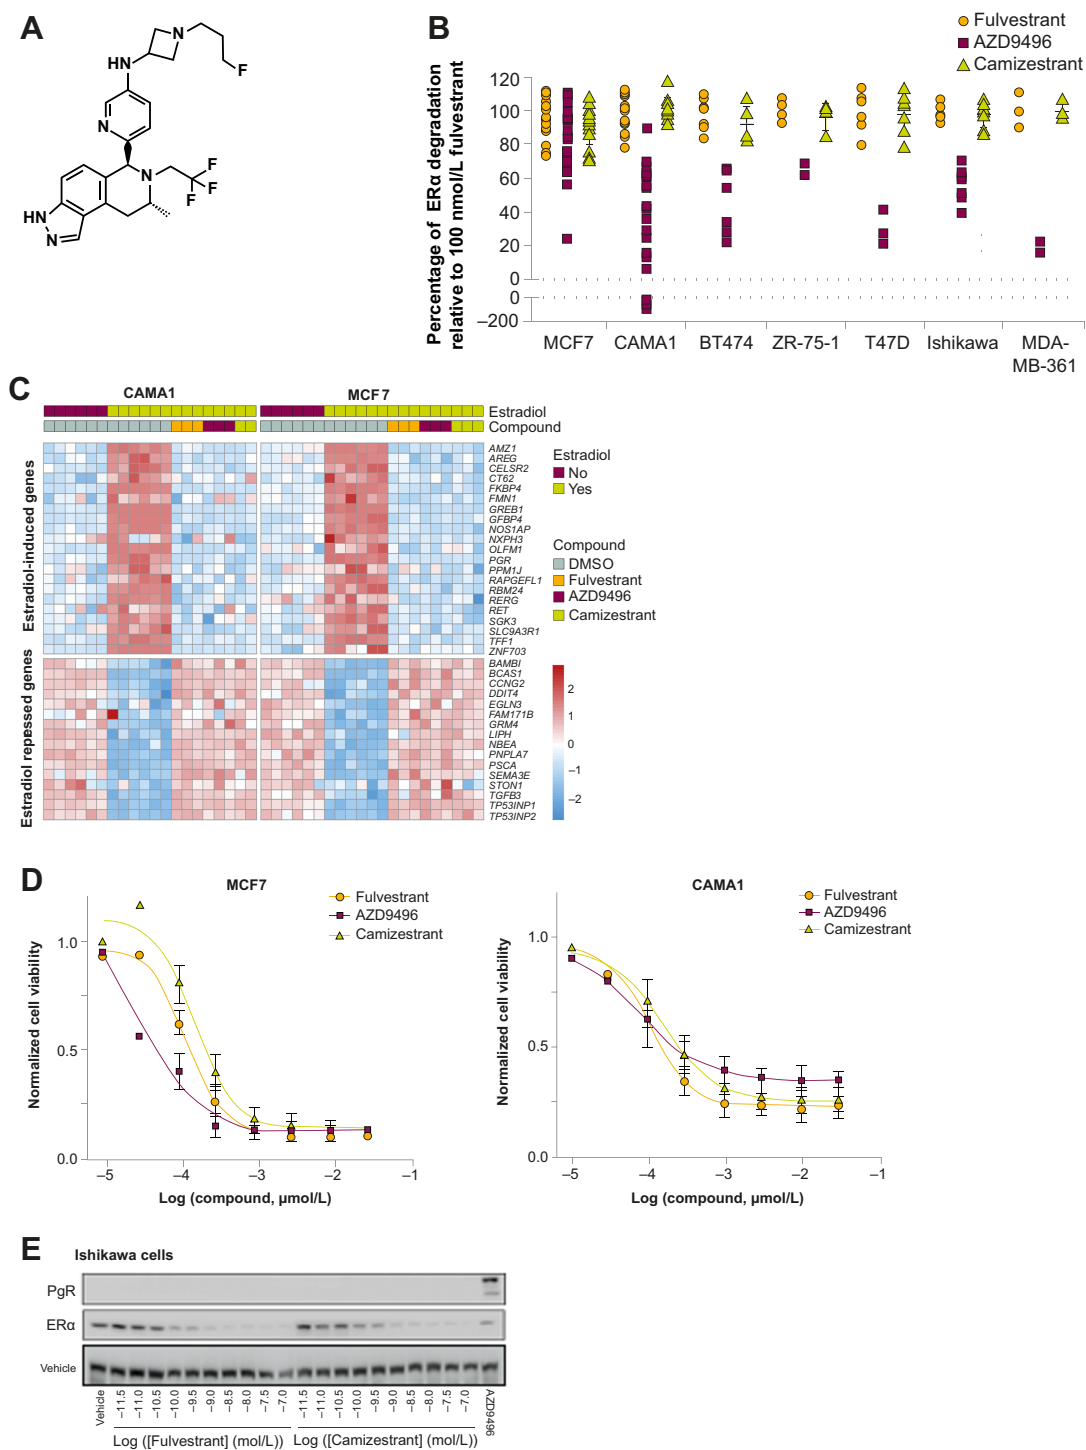 A
N
F
HN
N
N
F
F
F
HN
N
B
Fulvestrant
AZD9496
Camizestrant
Percentage of ERα degradation
relative to 100 nmol/L fulvestrant
120
100
80
60
40
20
0
0
−200
MCF7
CAMA1
BT474
ZR-75-1
T47D
Ishikawa
MDA-
MB-361
C
CAMA1
MCF7
Estradiol
Compound
Estradiol-induced genes
AMZ1
AREG
CELSR2
CT62
FKBP4
FMN1
GREB1
GFBP4
NOS1AP
NXPH3
OLFM1
PGR
PPM1J
RAPGEFL1
RBM24
RERG
RET
SGK3
SLC9A3R1
TFF1
ZNF703
Estradiol repressed genes
BAMBI
BCAS1
CCNG2
DDIT4
EGLN3
FAM171B
GRM4
LIPH
NBEA
PNPLA7
PSCA
SEMA3E
STON1
TGFB3
TP53INP1
TP53INP2
Estradiol
No
Yes
Compound
DMSO
Fulvestrant
AZD9496
Camizestrant
2
1
0
−1
−2
D
MCF7
Fulvestrant
AZD9496
Camizestrant
Normalized cell viability
1.0
0.5
0.0
−5
−4
−3
−2
−1
Log (compound, µmol/L)
CAMA1
Fulvestrant
AZD9496
Camizestrant
Normalized cell viability
1.0
0.5
0.0
−5
−4
−3
−2
−1
Log (compound, µmol/L)
E
Ishikawa cells
PgR
ERα
Vehicle
Vehicle
−11.5
−11.0
−10.5
−10.0
−9.5
−9.0
−8.5
−8.0
−7.5
−7.0
−11.5
−11.0
−10.5
−10.0
−9.5
−9.0
−8.5
−8.0
−7.5
−7.0
AZD9496
Log ([Fulvestrant] (mol/L))
Log ([Camizestrant] (mol/L))